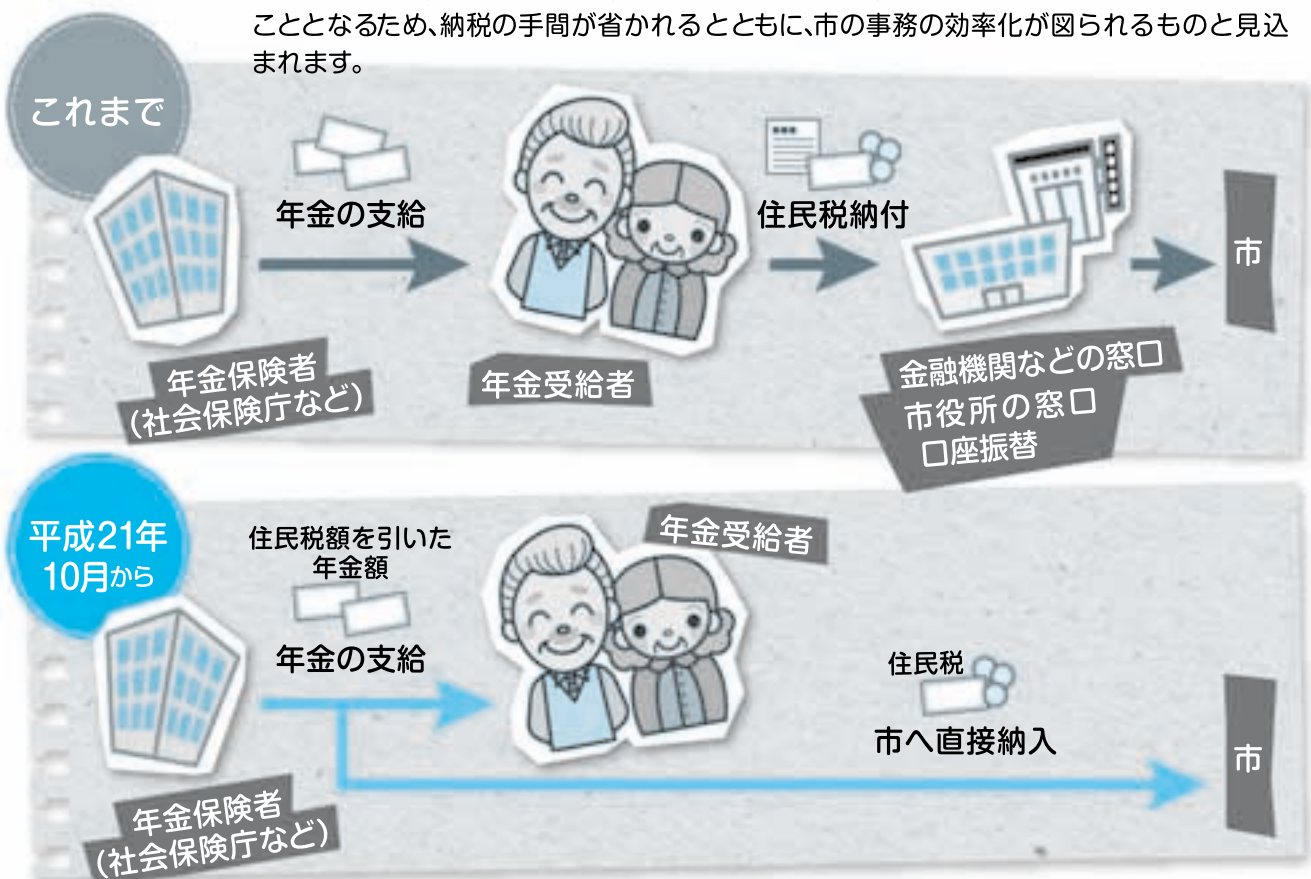 こととなるため、納税の手間が省かれるとともに、市の事務の効率化が図られるものと見込
まれます。
これまで
年金の支給
住民税納付
市
年金保険者
(社会保険庁など)
年金受給者
金融機関などの窓口
市役所の窓口
口座振替
平成21年
10月から
住民税額を引いた
年金額
年金の支給
年金受給者
住民税
市へ直接納入
市
年金保険者
(社会保険庁など)